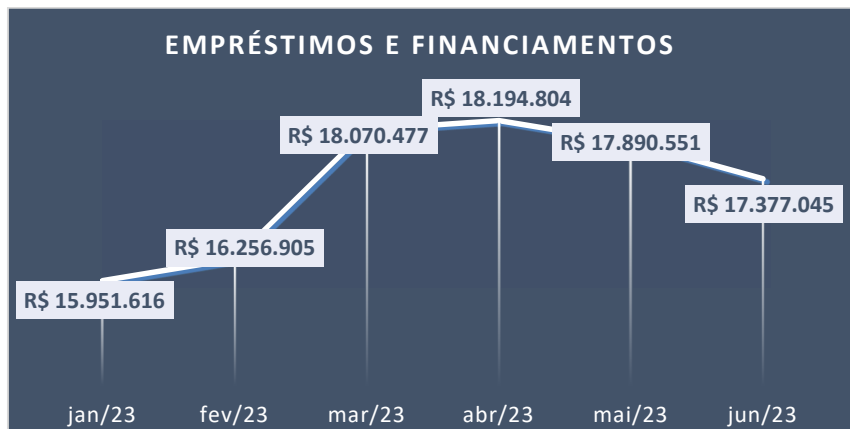 EMPRÉSTIMOS E FINANCIAMENTOS
R$ 18.194.804
R$ 18.070.477
R$ 17.890.551
R$ 17.377.045
R$ 16.256.905
R$ 15.951.616
jan/23 fev/23 mar/23 abr/23 mai/23 jun/23